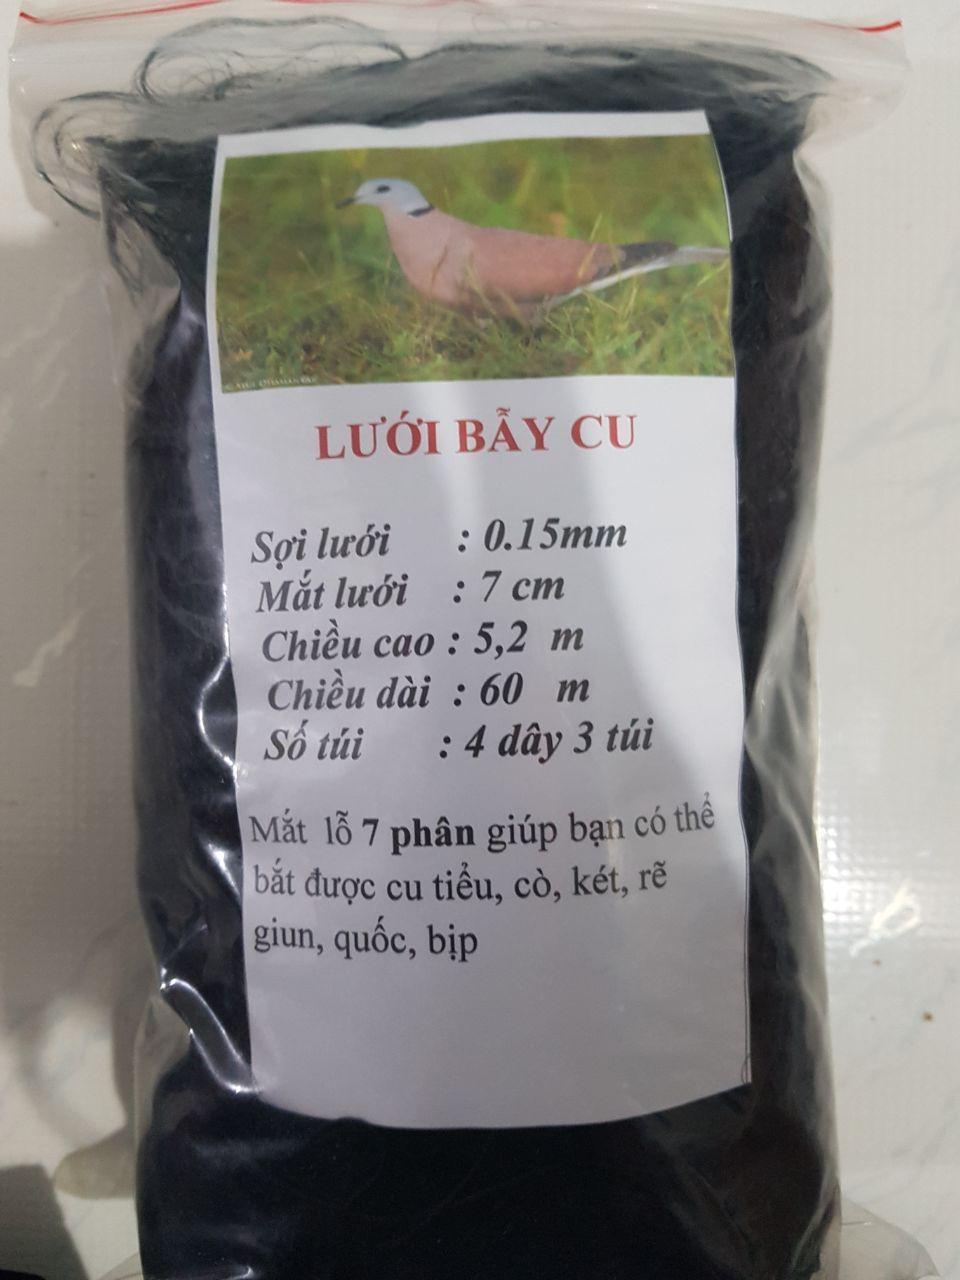 LƯỚI BẪY CU
Sợi lưới : 0.15mm
Mắt lưới : 7 cm
Chiều cao : 5,2 m
Chiều dài : 60 m
Số túi : 4 dây 3 túi
Mắt lỗ 7 phân giúp bạn có thể
bắt được cu tiểu, cò, két, rẽ
giun, quốc, bịp